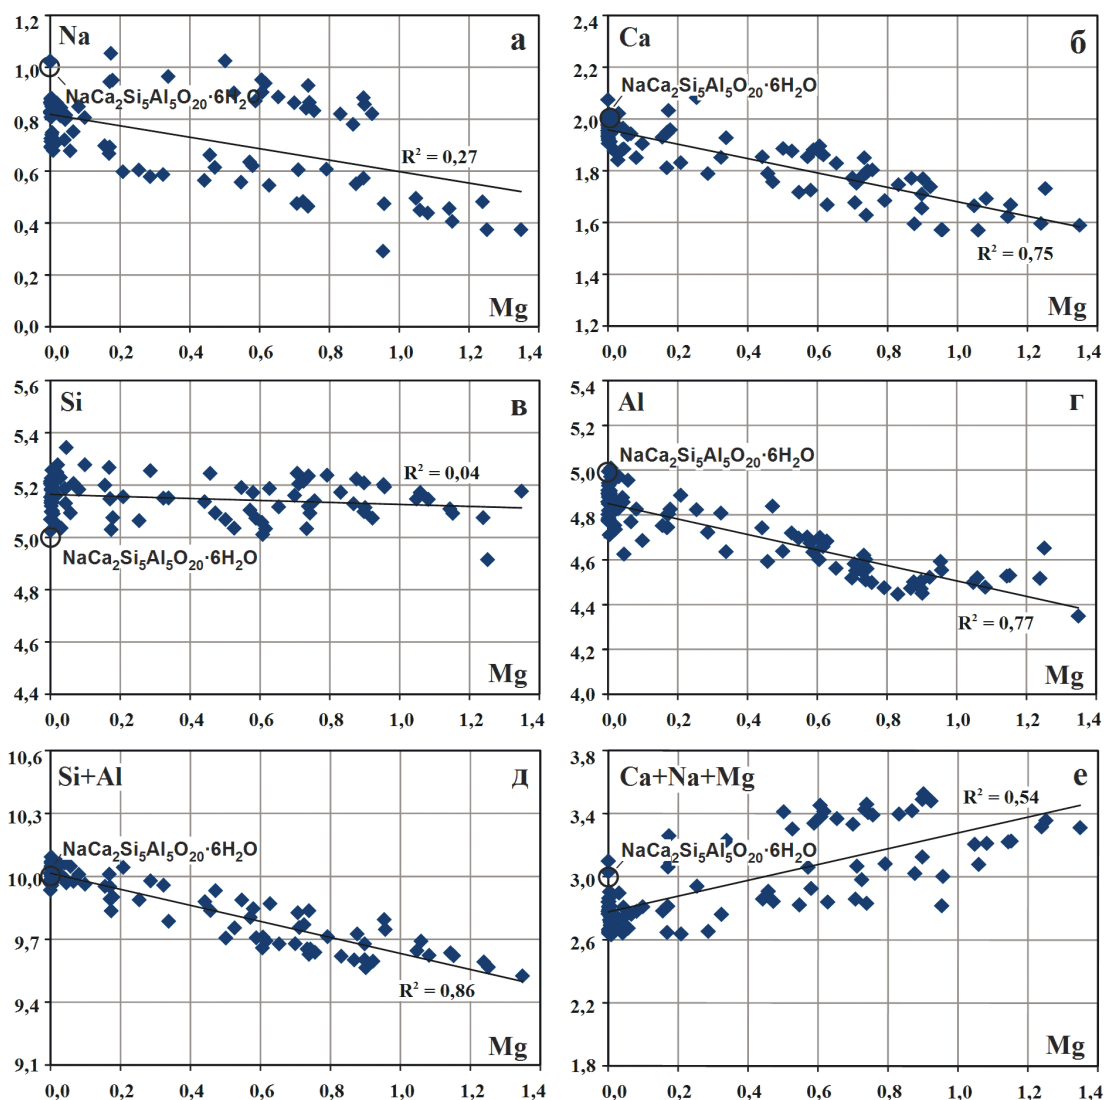 1,2
Na
а
1,0
NaCa₂Si₅Al₅O₂₀·6H₂O
0,8
R² = 0,27
0,6
0,4
0,2
Mg
0,0
0,0 0,2 0,4 0,6 0,8 1,0 1,2 1,4
2,4
Ca
б
2,2
NaCa₂Si₅Al₅O₂₀·6H₂O
2,0
1,8
1,6
R² = 0,75
1,4
Mg
1,2
0,0 0,2 0,4 0,6 0,8 1,0 1,2 1,4
5,6
Si
в
5,4
R² = 0,04
5,2
5,0
NaCa₂Si₅Al₅O₂₀·6H₂O
4,8
4,6
Mg
4,4
0,0 0,2 0,4 0,6 0,8 1,0 1,2 1,4
5,4
Al
г
5,2
NaCa₂Si₅Al₅O₂₀·6H₂O
5,0
4,8
4,6
4,4
R² = 0,77
4,2
Mg
4,0
0,0 0,2 0,4 0,6 0,8 1,0 1,2 1,4
10,6
Si+Al
д
10,3
NaCa₂Si₅Al₅O₂₀·6H₂O
10,0
9,7
R² = 0,86
9,4
Mg
9,1
0,0 0,2 0,4 0,6 0,8 1,0 1,2 1,4
3,8
Ca+Na+Mg
е
R² = 0,54
3,4
NaCa₂Si₅Al₅O₂₀·6H₂O
3,0
2,6
2,2
Mg
1,8
0,0 0,2 0,4 0,6 0,8 1,0 1,2 1,4